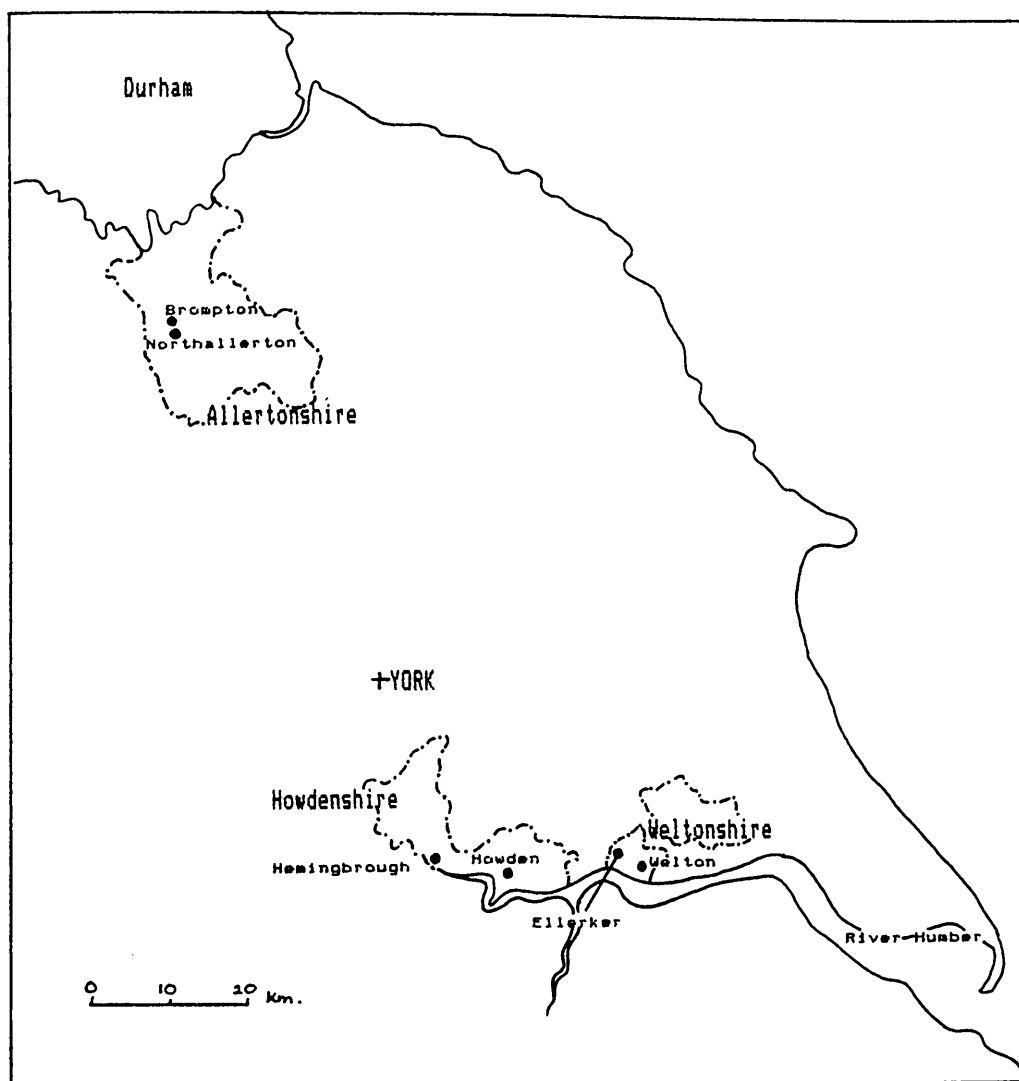 Durham
Brompton
Northallerton
Allertonshire
+YORK
Howdenshire
Weltonshire
Hemingbrough
Howden
Welton
Ellerker
River Humber
0 10 20 Km.